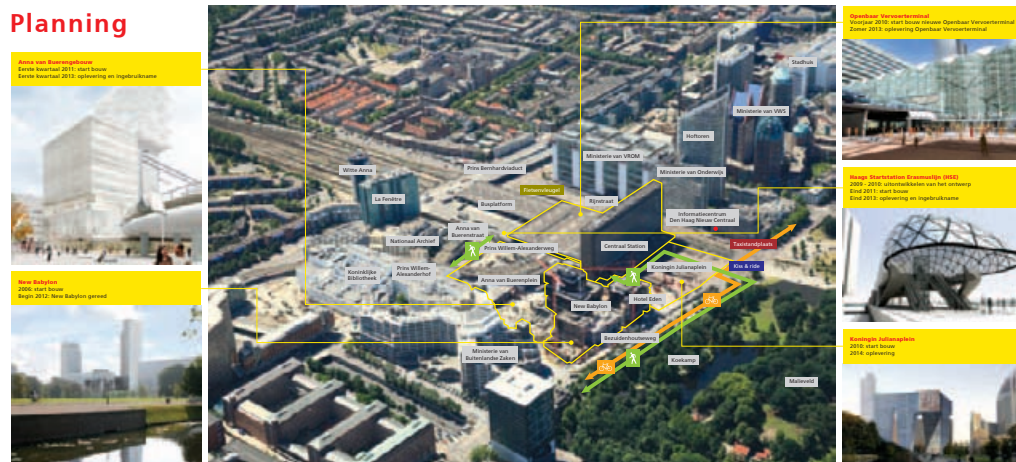 Planning
Anna van Buerengebouw
Eerste kwartaal 2011: start bouw
Eerste kwartaal 2013: oplevering en ingebruikname
New Babylon
2006: start bouw
Begin 2012: New Babylon gereed
Stadhuis
Ministerie van VWS
Hoftoren
Ministerie van VROM
Ministerie van Onderwijs
Prins Bernhardviaduct
Witte Anna
La Fenêtre
Fietsenvleugel
Rijnstraat
Busplatform
Informatiecentrum
Den Haag Nieuw Centraal
Anna van
Buerenstraat
Nationaal Archief
Prins Willem-Alexanderweg
Centraal Station
Taxistandplaats
Koninklijke
Bibliotheek
Prins Willem-
Alexanderhof
Anna van Buerenplein
Koningin Julianaplein
Kiss & ride
New Babylon
Hotel Eden
Bezuidenhoutseweg
Ministerie van
Buitenlandse Zaken
Koekamp
Malieveld
Openbaar Vervoerterminal
Voorjaar 2010: start bouw nieuwe Openbaar Vervoerterminal
Zomer 2013: oplevering Openbaar Vervoerterminal
Haags Startstation Erasmuslijn (HSE)
2009 - 2010: uitontwikkelen van het ontwerp
Eind 2011: start bouw
Eind 2013: oplevering en ingebruikname
Koningin Julianaplein
2010: start bouw
2014: oplevering